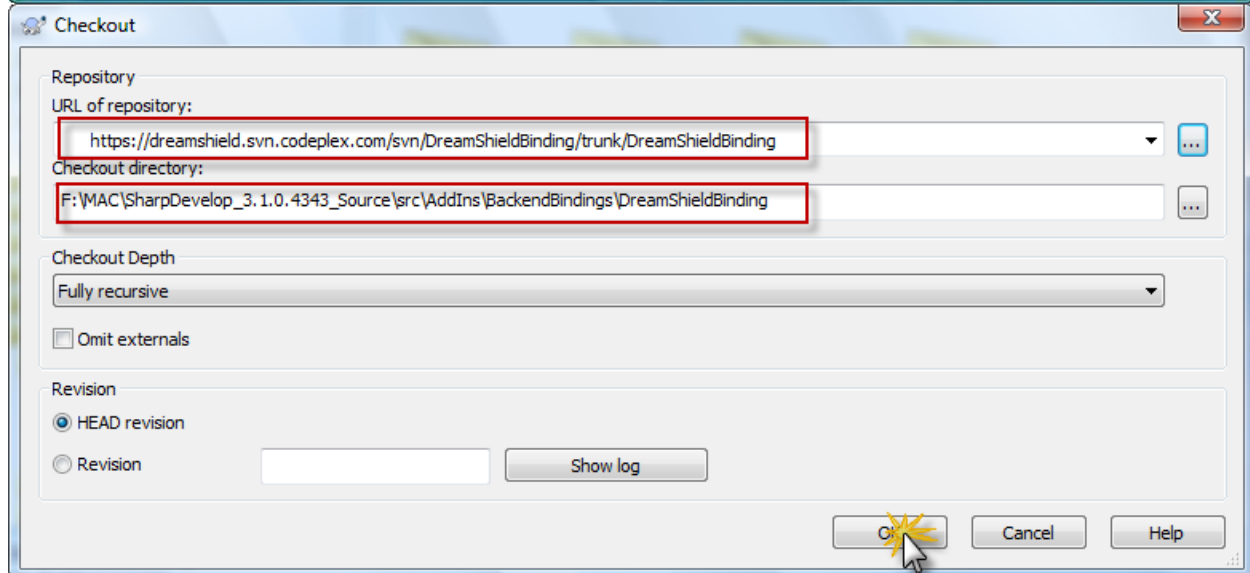 Checkout
Repository
URL of repository:
https://dreamshield.svn.codeplex.com/svn/DreamShieldBinding/trunk/DreamShieldBinding
...
Checkout directory:
F:\MAC\SharpDevelop_3.1.0.4343_Source\src\AddIns\BackendBindings\DreamShieldBinding
...
Checkout Depth
Fully recursive
Omit externals
Revision
HEAD revision
Revision
Show log
Cancel
Help